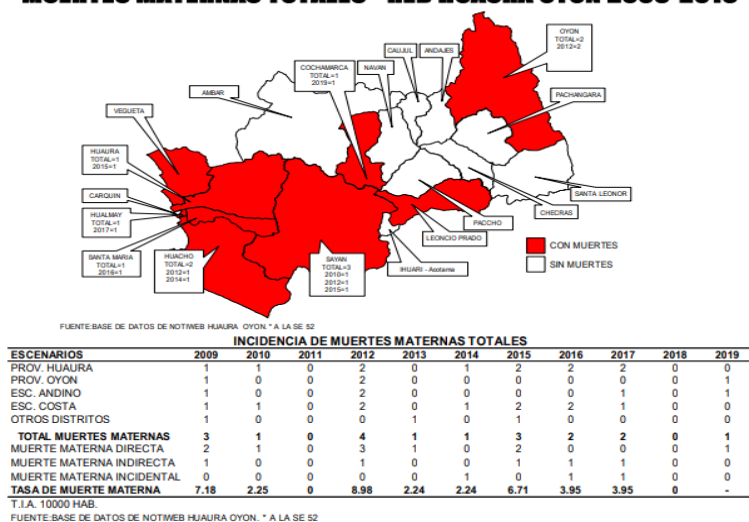 MUERTES MATERNAS TOTALES - RED HUAURA OYON 2009-2019
OYON
TOTAL=2
2012=2
CAUJUL
ANDAJES
NAVAN
COCHAMARCA
TOTAL=1
2019=1
AMBAR
PACHANGARA
VEGUETA
HUAURA
TOTAL=1
2015=1
CARQUIN
HUALMAY
TOTAL=1
2017=1
SANTA MARIA
TOTAL=1
2016=1
HUACHO
TOTAL=2
2012=1
2014=1
SAYAN
TOTAL=3
2010=1
2012=1
2015=1
IHUARI - Acotama
LEONCIO PRADO
PACCHO
CHECRAS
SANTA LEONOR
CON MUERTES
SIN MUERTES
FUENTE:BASE DE DATOS DE NOTIWEB HUAURA OYON. * A LA SE 52
INCIDENCIA DE MUERTES MATERNAS TOTALES
ESCENARIOS 2009 2010 2011 2012 2013 2014 2015 2016 2017 2018 2019
PROV. HUAURA 1 1 0 2 0 1 2 2 2 0 0
PROV. OYON 1 0 0 2 0 0 0 0 0 0 1
ESC. ANDINO 1 0 0 2 0 0 0 0 1 0 1
ESC. COSTA 1 1 0 2 0 1 2 2 1 0 0
OTROS DISTRITOS 1 0 0 0 1 0 1 0 0 0 0
TOTAL MUERTES MATERNAS 3 1 0 4 1 1 3 2 2 0 1
MUERTE MATERNA DIRECTA 2 1 0 3 1 0 2 0 0 0 1
MUERTE MATERNA INDIRECTA 1 0 0 1 0 0 1 1 1 0 0
MUERTE MATERNA INCIDENTAL 0 0 0 0 0 1 0 1 1 0 0
TASA DE MUERTE MATERNA 7.18 2.25 0 8.98 2.24 2.24 6.71 3.95 3.95 0 -
T.I.A. 10000 HAB.
FUENTE:BASE DE DATOS DE NOTIWEB HUAURA OYON. * A LA SE 52